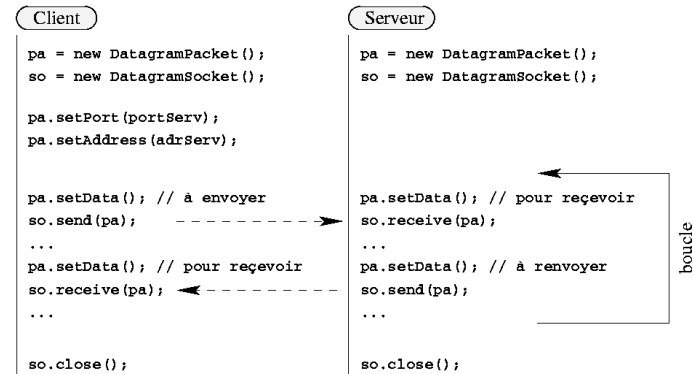 Client
pa = new DatagramPacket();
so = new DatagramSocket();
pa.setPort(portServ);
pa.setAddress(adrServ);
pa.setData(); // à envoyer
so.send(pa);
...
pa.setData(); // pour reçevoir
so.receive(pa);
...
so.close();
Serveur
pa = new DatagramPacket();
so = new DatagramSocket();
pa.setData(); // pour reçevoir
so.receive(pa);
...
pa.setData(); // à renvoyer
so.send(pa);
...
so.close();
boucle